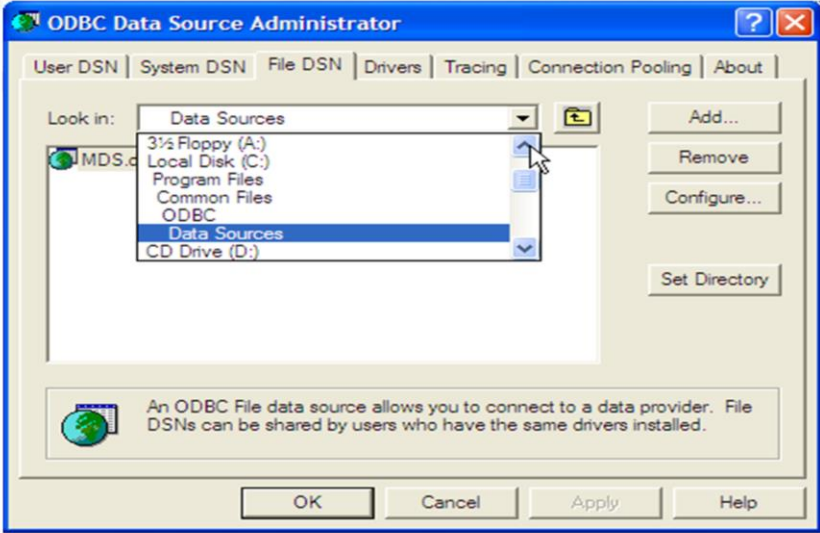 ODBC Data Source Administrator
User DSN System DSN File DSN Drivers Tracing Connection Pooling About
Look in: Data Sources Add...
3½ Floppy (A:)
Local Disk (C:)
Program Files
Common Files
ODBC
Data Sources
CD Drive (D:)
MDS.
Remove
Configure...
Set Directory
An ODBC File data source allows you to connect to a data provider. File
DSNs can be shared by users who have the same drivers installed.
OK Cancel Apply Help